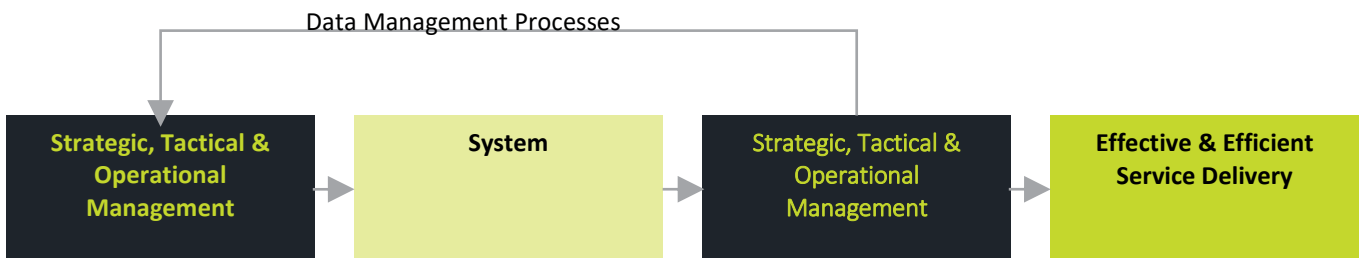 Data Management Processes
Strategic, Tactical &
Operational
Management
System
Strategic, Tactical &
Operational
Management
Effective & Efficient
Service Delivery